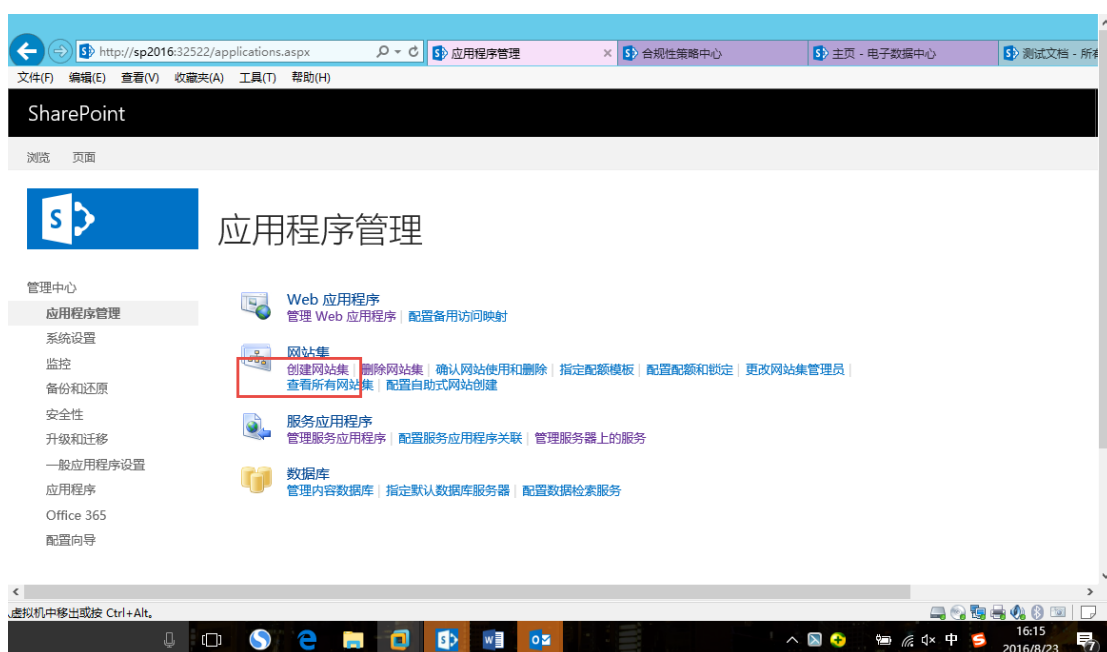 http://sp2016:32522/applications.aspx
应用程序管理
合规性策略中心
主页 - 电子数据中心
测试文档 - 所有
文件(F) 编辑(E) 查看(V) 收藏夹(A) 工具(T) 帮助(H)
SharePoint
浏览 页面
S
应用程序管理
管理中心
应用程序管理
系统设置
监控
备份和还原
安全性
升级和迁移
一般应用程序设置
应用程序
Office 365
配置向导
Web 应用程序
管理 Web 应用程序 | 配置备用访问映射
网站集
创建网站集 | 删除网站集 | 确认网站使用和删除 | 指定配额模板 | 配置配额和锁定 | 更改网站集管理员 |
查看所有网站集 | 配置自助式网站创建
服务应用程序
管理服务应用程序 | 配置服务应用程序关联 | 管理服务器上的服务
数据库
管理内容数据库 | 指定默认数据库服务器 | 配置数据检索服务
虚拟机中移出或按 Ctrl+Alt。
中
16:15
2016/8/23
7